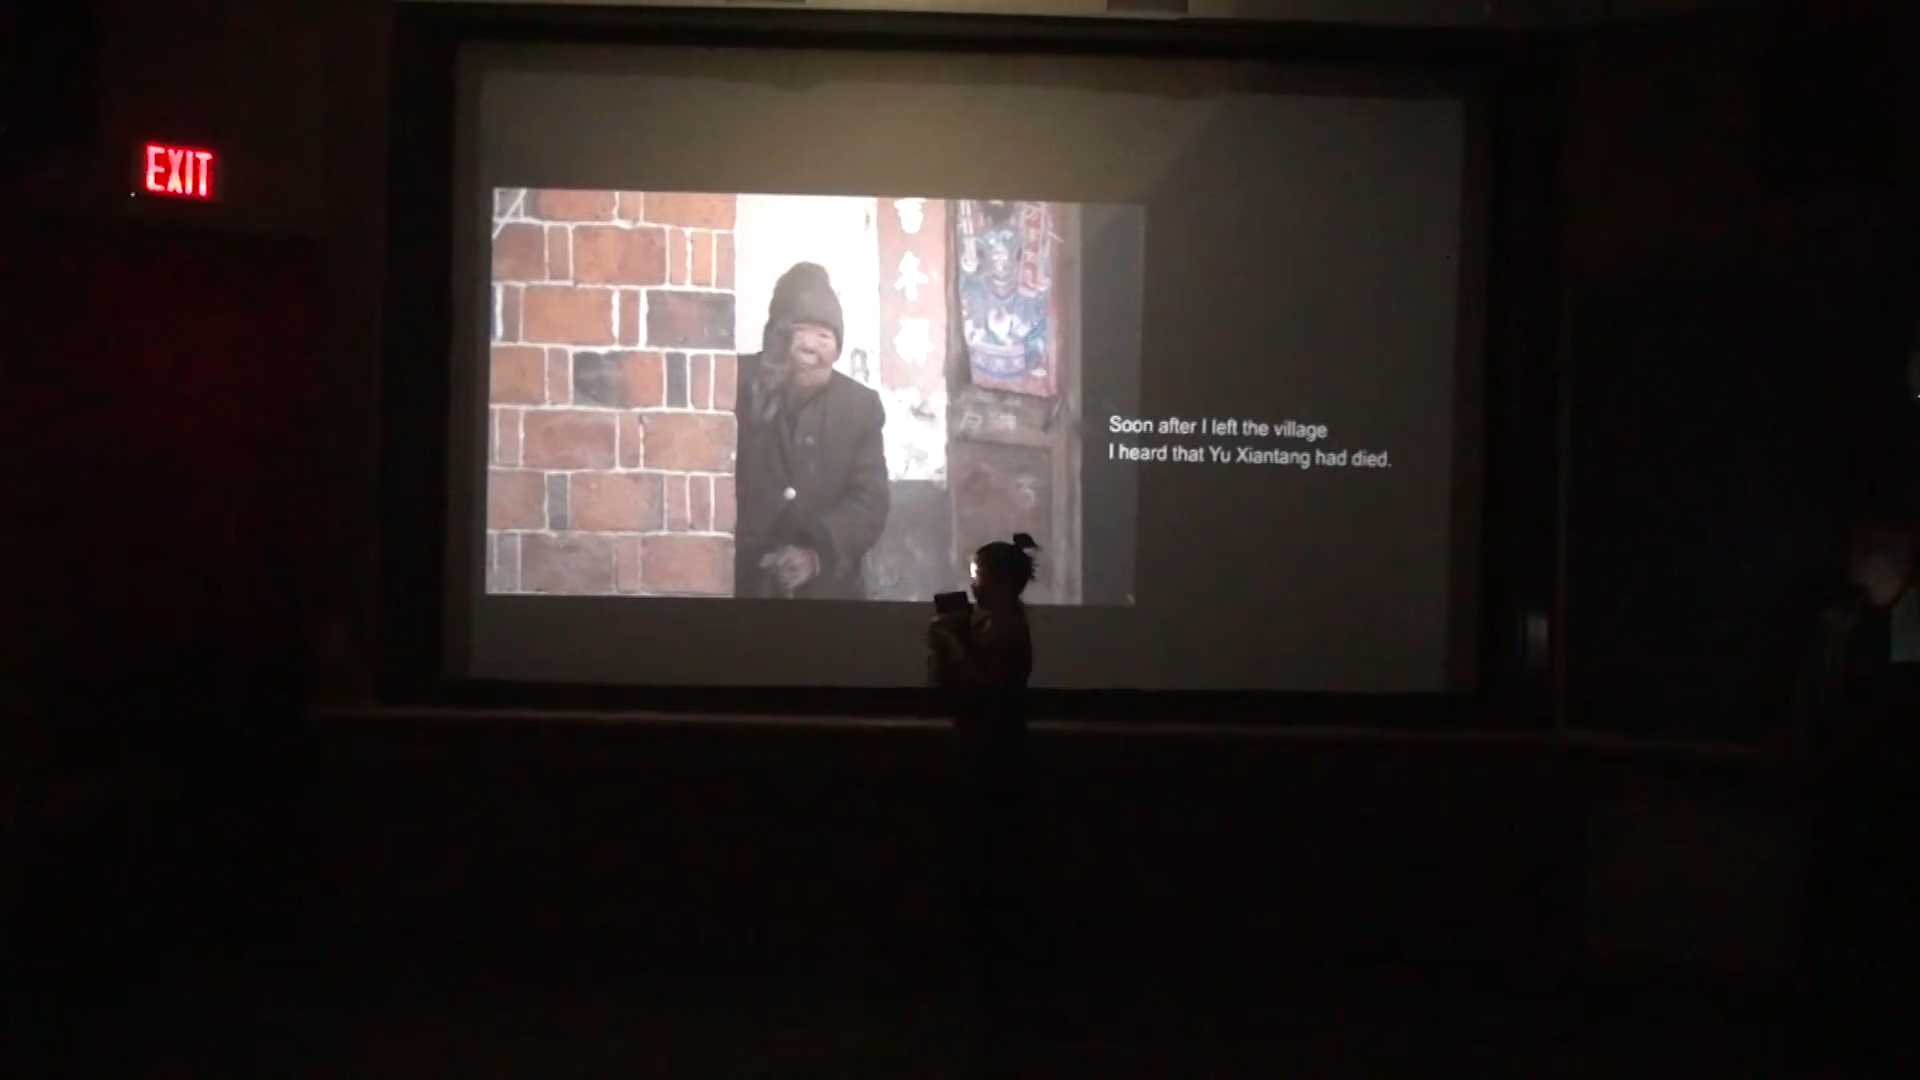 EXIT
Soon after I left the village
I heard that Yu Xiantang had died.